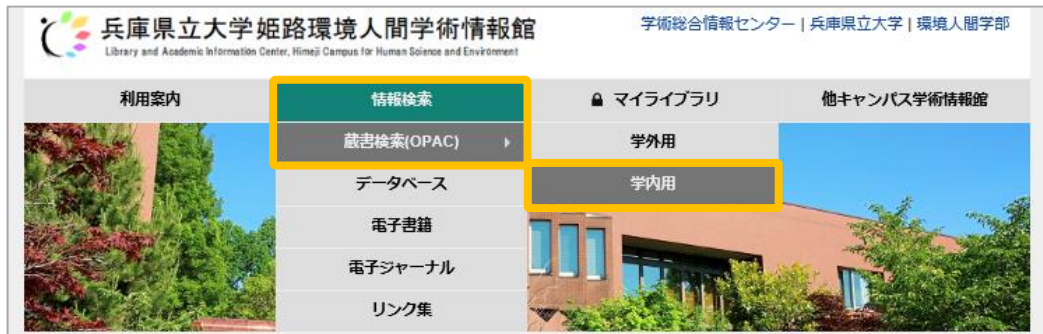 兵庫県立大学姫路環境人間学術情報館
Library and Academic Information Center, Himeji Campus for Human Science and Environment
学術総合情報センター | 兵庫県立大学 | 環境人間学部
利用案内 情報検索 マイライブラリ 他キャンパス学術情報館
蔵書検索(OPAC) 学外用
データベース 学内用
電子書籍
電子ジャーナル
リンク集